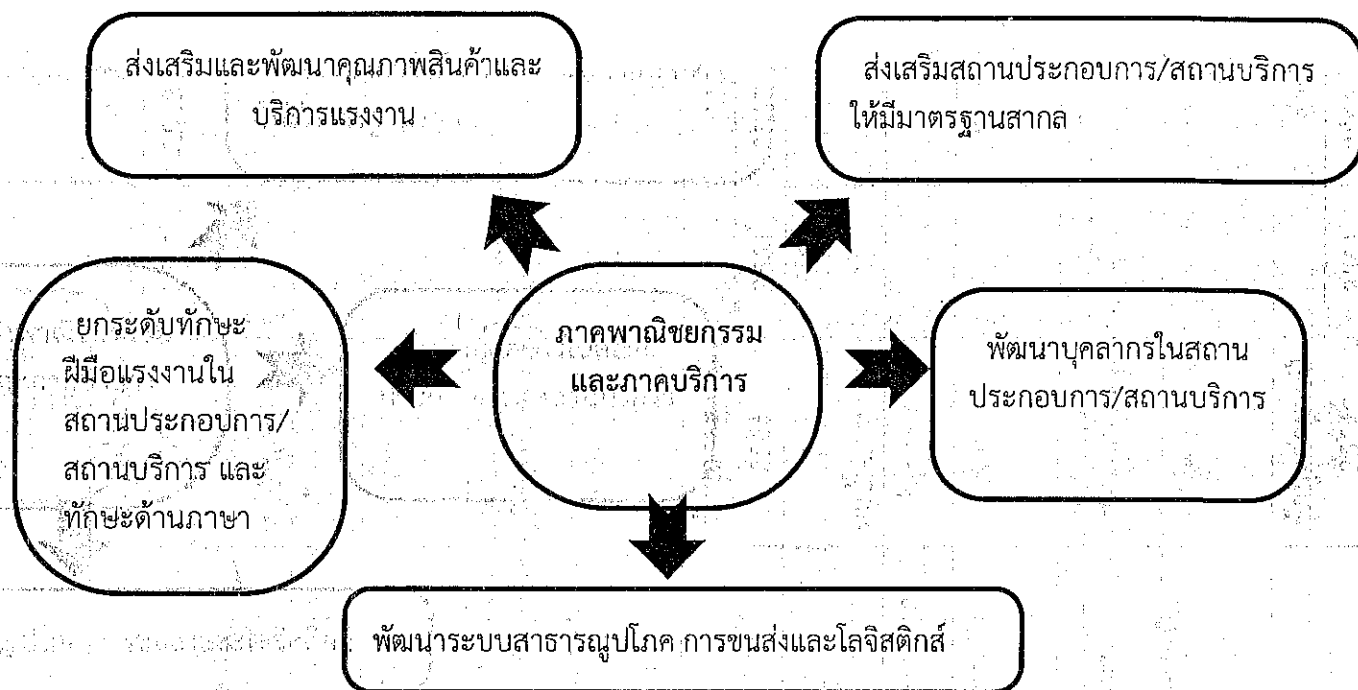 ส่งเสริมและพัฒนาคุณภาพสินค้าและ
บริการแรงงาน
ส่งเสริมสถานประกอบการ/สถานบริการ
ให้มีมาตรฐานสากล
ยกระดับทักษะ
ฝีมือแรงงานใน
สถานประกอบการ/
สถานบริการ และ
ทักษะด้านภาษา
ภาคพาณิชยกรรม
และภาคบริการ
พัฒนาบุคลากรในสถาน
ประกอบการ/สถานบริการ
พัฒนาระบบสาธารณูปโภค การขนส่งและโลจิสติกส์